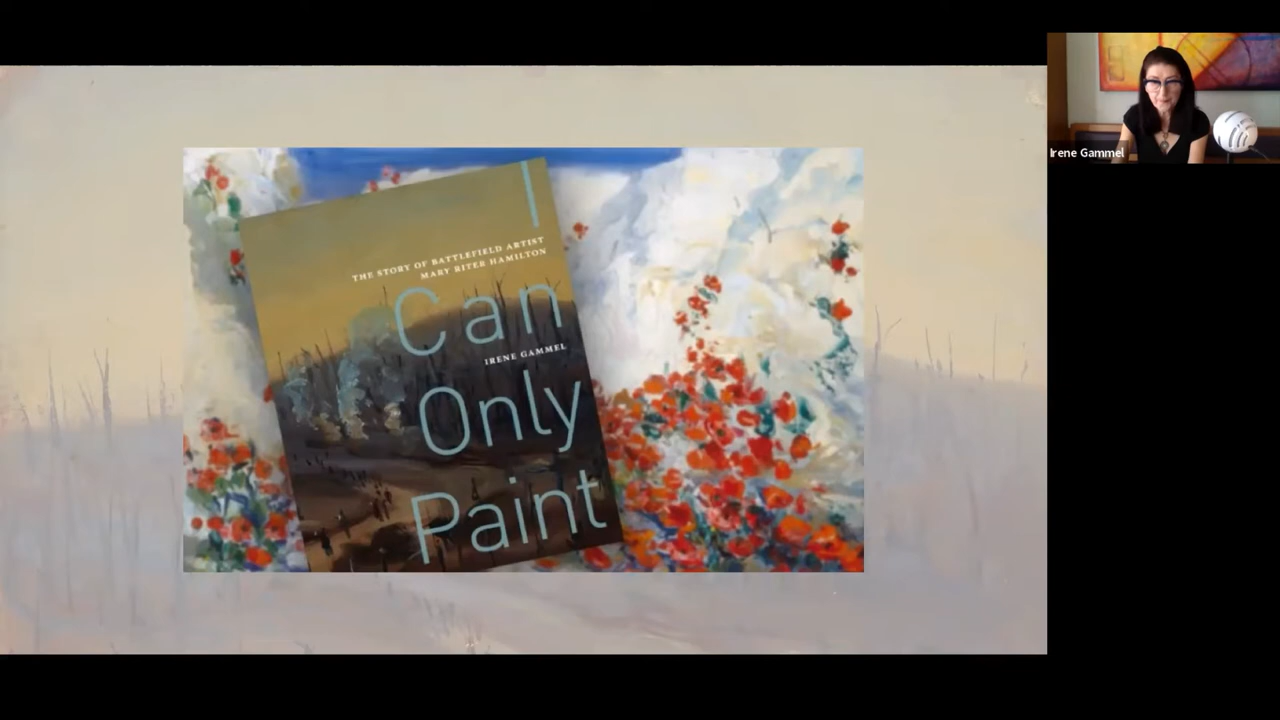 I
THE STORY OF BATTLEFIELD ARTIST
MARY RITER HAMILTON
Can
IRENE GAMMEL
Only
Paint
Irene Gammel